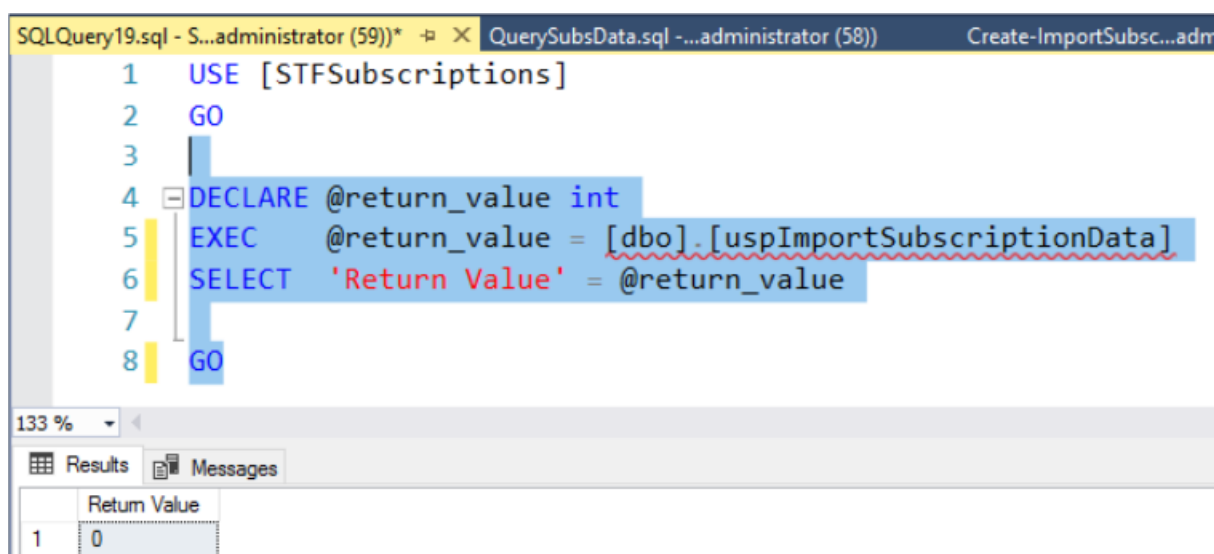 SQLQuery19.sql - S...administrator (59))* QuerySubsData.sql -...administrator (58)) Create-ImportSubsc...adm
1 USE [STFSubscriptions]
2 GO
3
4 DECLARE @return_value int
5 EXEC @return_value = [dbo].[uspImportSubscriptionData]
6 SELECT 'Return Value' = @return_value
7
8 GO
133 %
Results Messages
Return Value
1 0